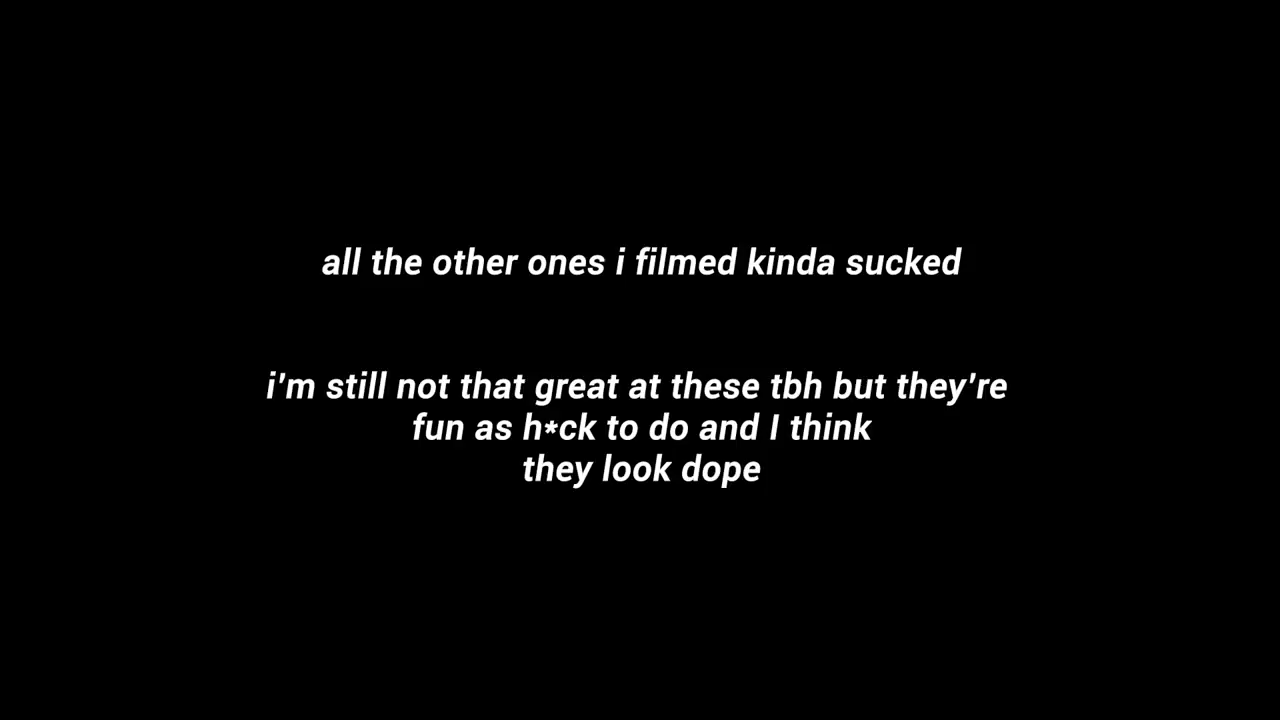 all the other ones i filmed kinda sucked
i'm still not that great at these tbh but they're
fun as h*ck to do and I think
they look dope